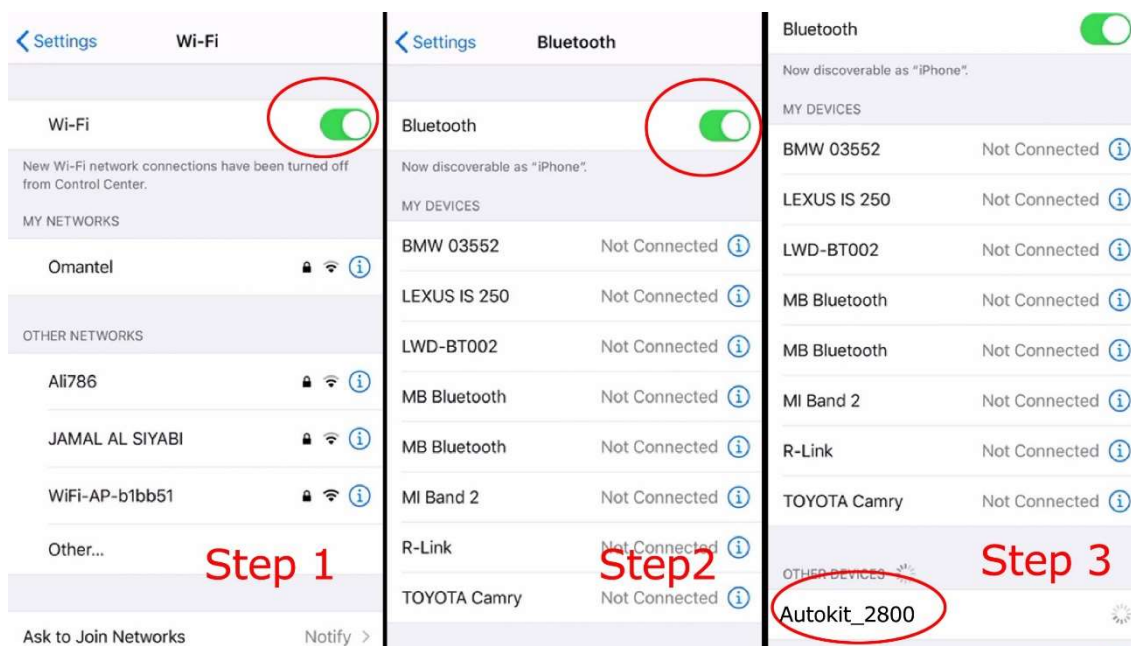 Settings Wi-Fi
Wi-Fi
New Wi-Fi network connections have been turned off
from Control Center.
MY NETWORKS
Omantel
OTHER NETWORKS
Ali786
JAMAL AL SIYABI
WiFi-AP-b1bb51
Other...
Step 1
Ask to Join Networks Notify
Settings Bluetooth
Bluetooth
Now discoverable as "iPhone".
MY DEVICES
BMW 03552 Not Connected
LEXUS IS 250 Not Connected
LWD-BT002 Not Connected
MB Bluetooth Not Connected
MB Bluetooth Not Connected
MI Band 2 Not Connected
R-Link Not Connected
Step2
TOYOTA Camry Not Connected
Bluetooth
Now discoverable as "iPhone".
MY DEVICES
BMW 03552 Not Connected
LEXUS IS 250 Not Connected
LWD-BT002 Not Connected
MB Bluetooth Not Connected
MB Bluetooth Not Connected
MI Band 2 Not Connected
R-Link Not Connected
TOYOTA Camry Not Connected
Step 3
OTHER DEVICES
Autokit_2800